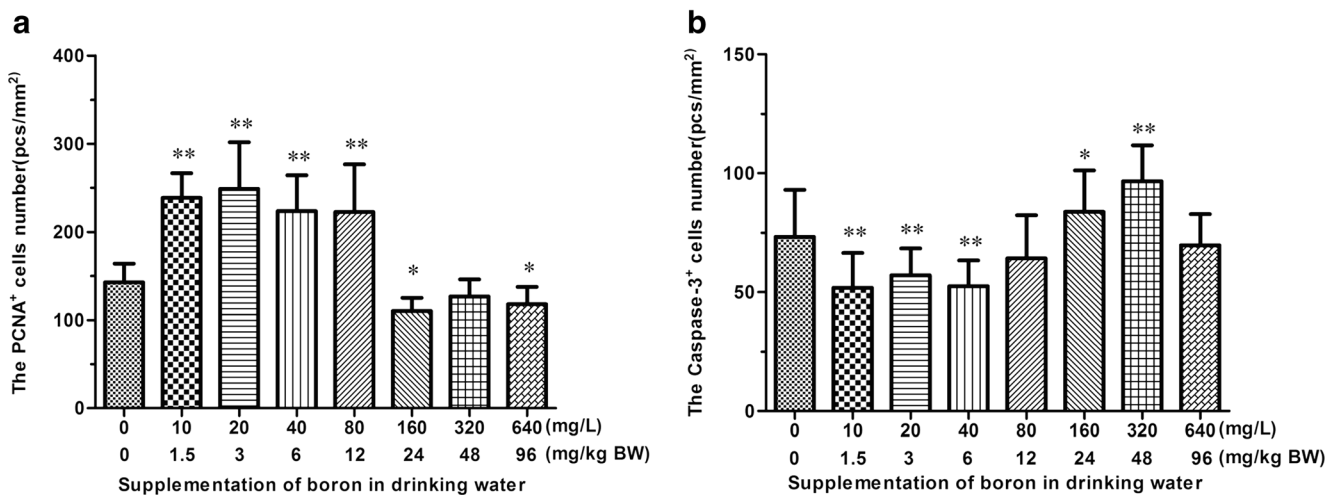 a
The PCNA⁺ cells number(pcs/mm²)
400
300
200
100
0
**
**
**
**
*
*
0 10 20 40 80 160 320 640 (mg/L)
0 1.5 3 6 12 24 48 96 (mg/kg BW)
Supplementation of boron in drinking water
b
The Caspase-3⁺ cells number(pcs/mm²)
150
100
50
0
**
**
**
*
**
0 10 20 40 80 160 320 640 (mg/L)
0 1.5 3 6 12 24 48 96 (mg/kg BW)
Supplementation of boron in drinking water